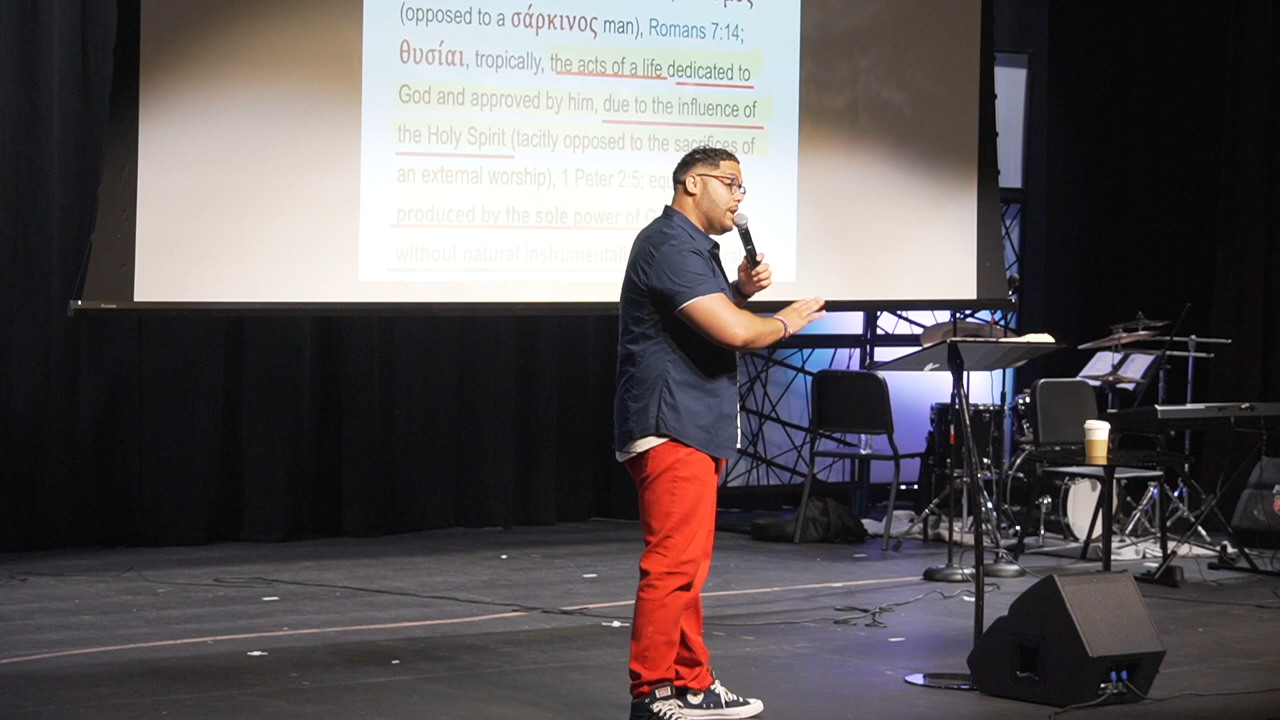 (opposed to a σάρκινος man), Romans 7:14;
θυσίαι, tropically, the acts of a life dedicated to
God and approved by him, due to the influence of
the Holy Spirit (tacitly opposed to the sacrifices of
an external worship), 1 Peter 2:5;
produced by the sole power of
without natural instrumentali